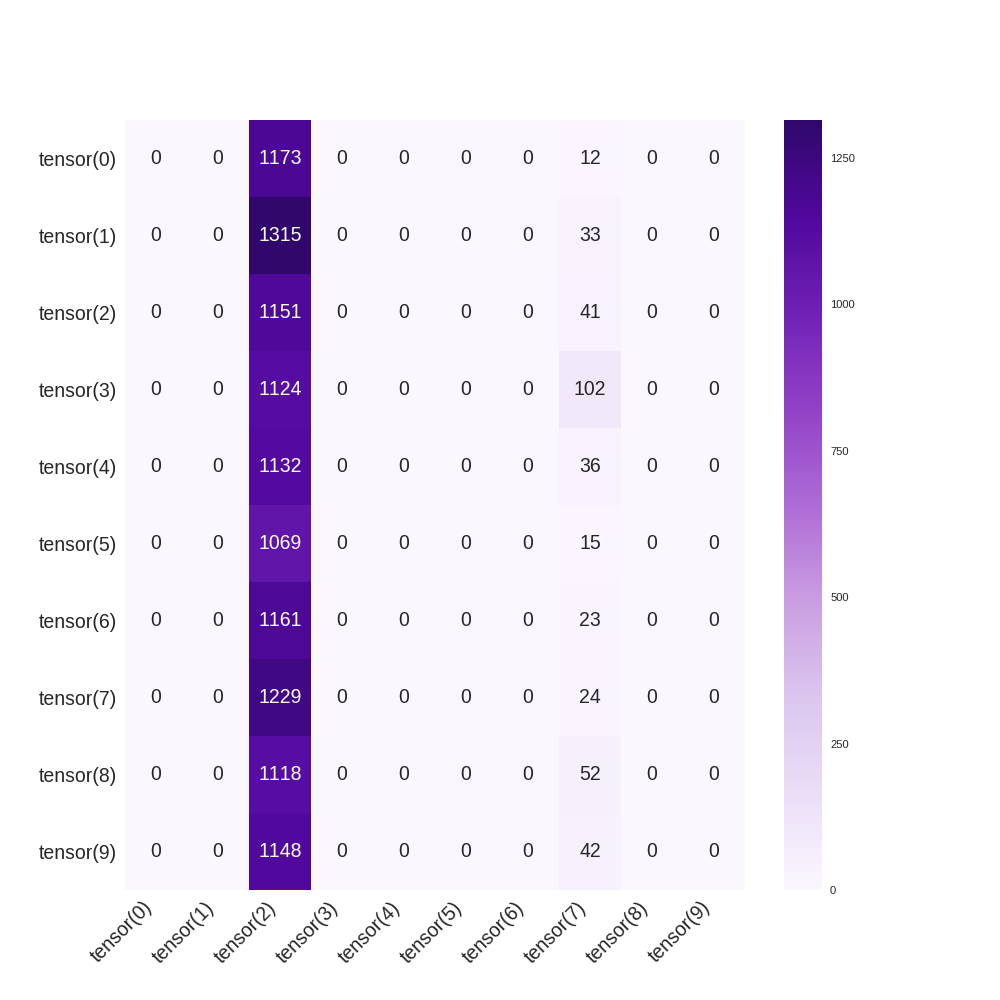 tensor(0) 0 0 1173 0 0 0 0 12 0 0
tensor(1) 0 0 1315 0 0 0 0 33 0 0
tensor(2) 0 0 1151 0 0 0 0 41 0 0
tensor(3) 0 0 1124 0 0 0 0 102 0 0
tensor(4) 0 0 1132 0 0 0 0 36 0 0
tensor(5) 0 0 1069 0 0 0 0 15 0 0
tensor(6) 0 0 1161 0 0 0 0 23 0 0
tensor(7) 0 0 1229 0 0 0 0 24 0 0
tensor(8) 0 0 1118 0 0 0 0 52 0 0
tensor(9) 0 0 1148 0 0 0 0 42 0 0
tensor(0) tensor(1) tensor(2) tensor(3) tensor(4) tensor(5) tensor(6) tensor(7) tensor(8) tensor(9)
1250
1000
750
500
250
0